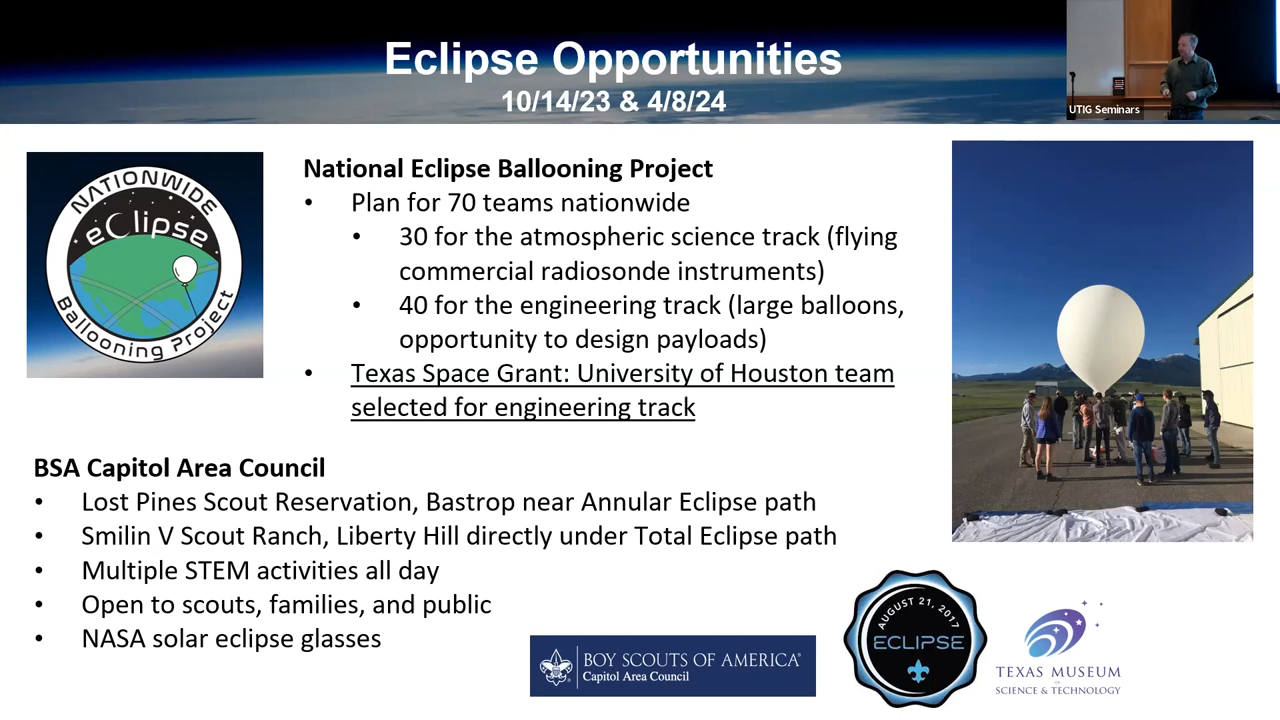 Eclipse Opportunities
10/14/23 & 4/8/24
UTIG Seminars
NATIONWIDE
eClipse
Ballooning Project
National Eclipse Ballooning Project
• Plan for 70 teams nationwide
• 30 for the atmospheric science track (flying
commercial radiosonde instruments)
• 40 for the engineering track (large balloons,
opportunity to design payloads)
• Texas Space Grant: University of Houston team
selected for engineering track
BSA Capitol Area Council
• Lost Pines Scout Reservation, Bastrop near Annular Eclipse path
• Smilin V Scout Ranch, Liberty Hill directly under Total Eclipse path
• Multiple STEM activities all day
• Open to scouts, families, and public
• NASA solar eclipse glasses
BOY SCOUTS OF AMERICA®
Capitol Area Council
AUGUST 21, 2017
ECLIPSE
TEXAS MUSEUM
OF
SCIENCE & TECHNOLOGY